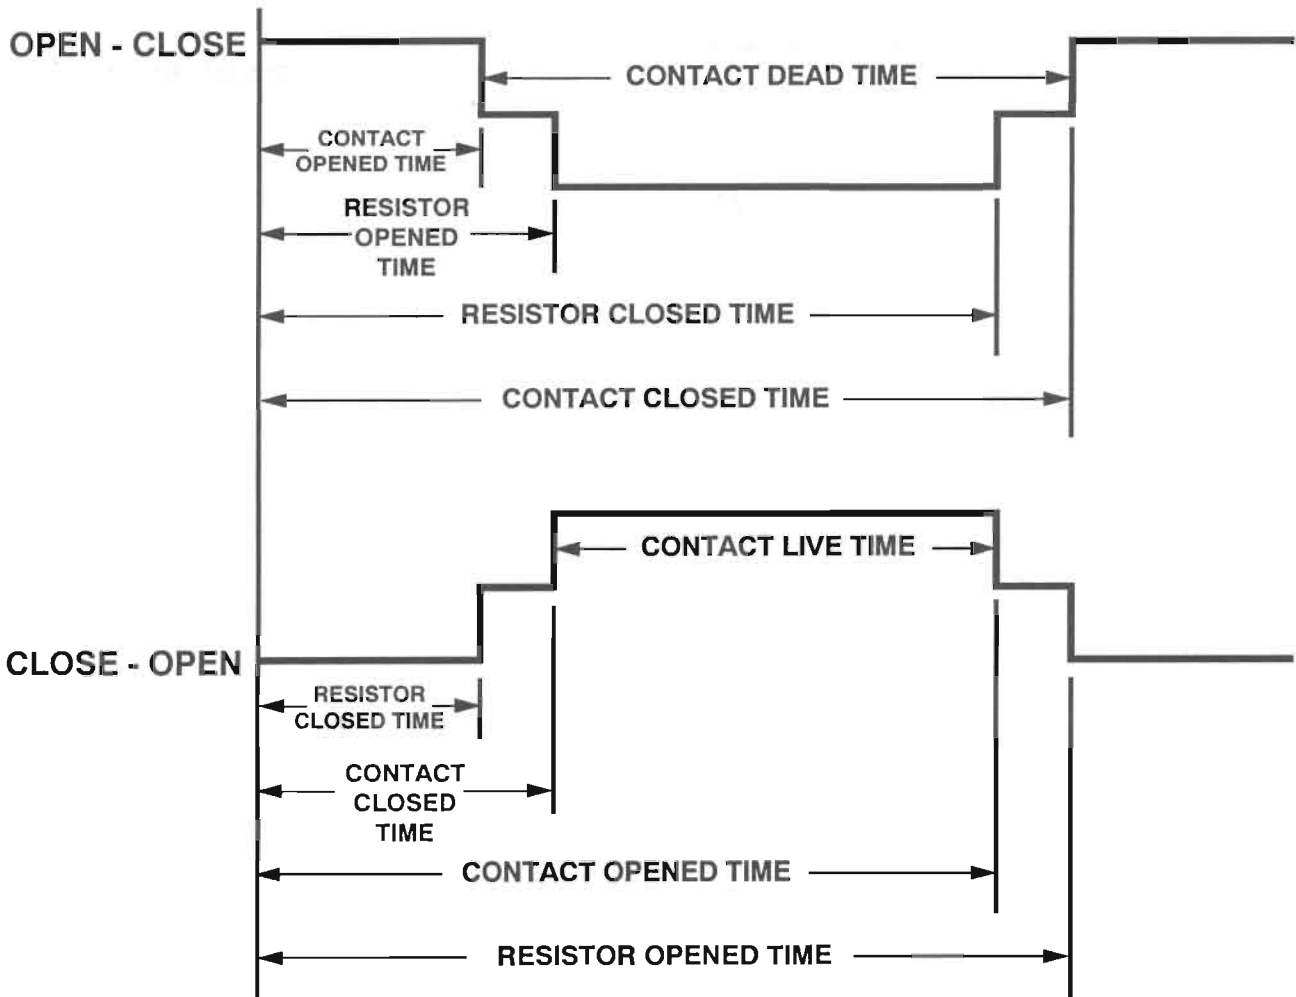 OPEN - CLOSE
CONTACT DEAD TIME
CONTACT
OPENED TIME
RESISTOR
OPENED
TIME
RESISTOR CLOSED TIME
CONTACT CLOSED TIME
CONTACT LIVE TIME
CLOSE - OPEN
RESISTOR
CLOSED TIME
CONTACT
CLOSED
TIME
CONTACT OPENED TIME
RESISTOR OPENED TIME